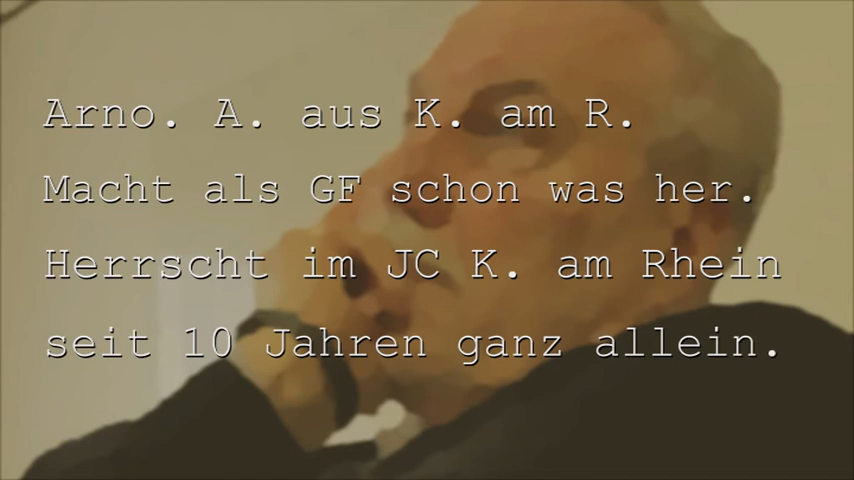 Arno. A. aus K. am R.
Macht als GF schon was her.
Herrscht im JC K. am Rhein
seit 10 Jahren ganz allein.